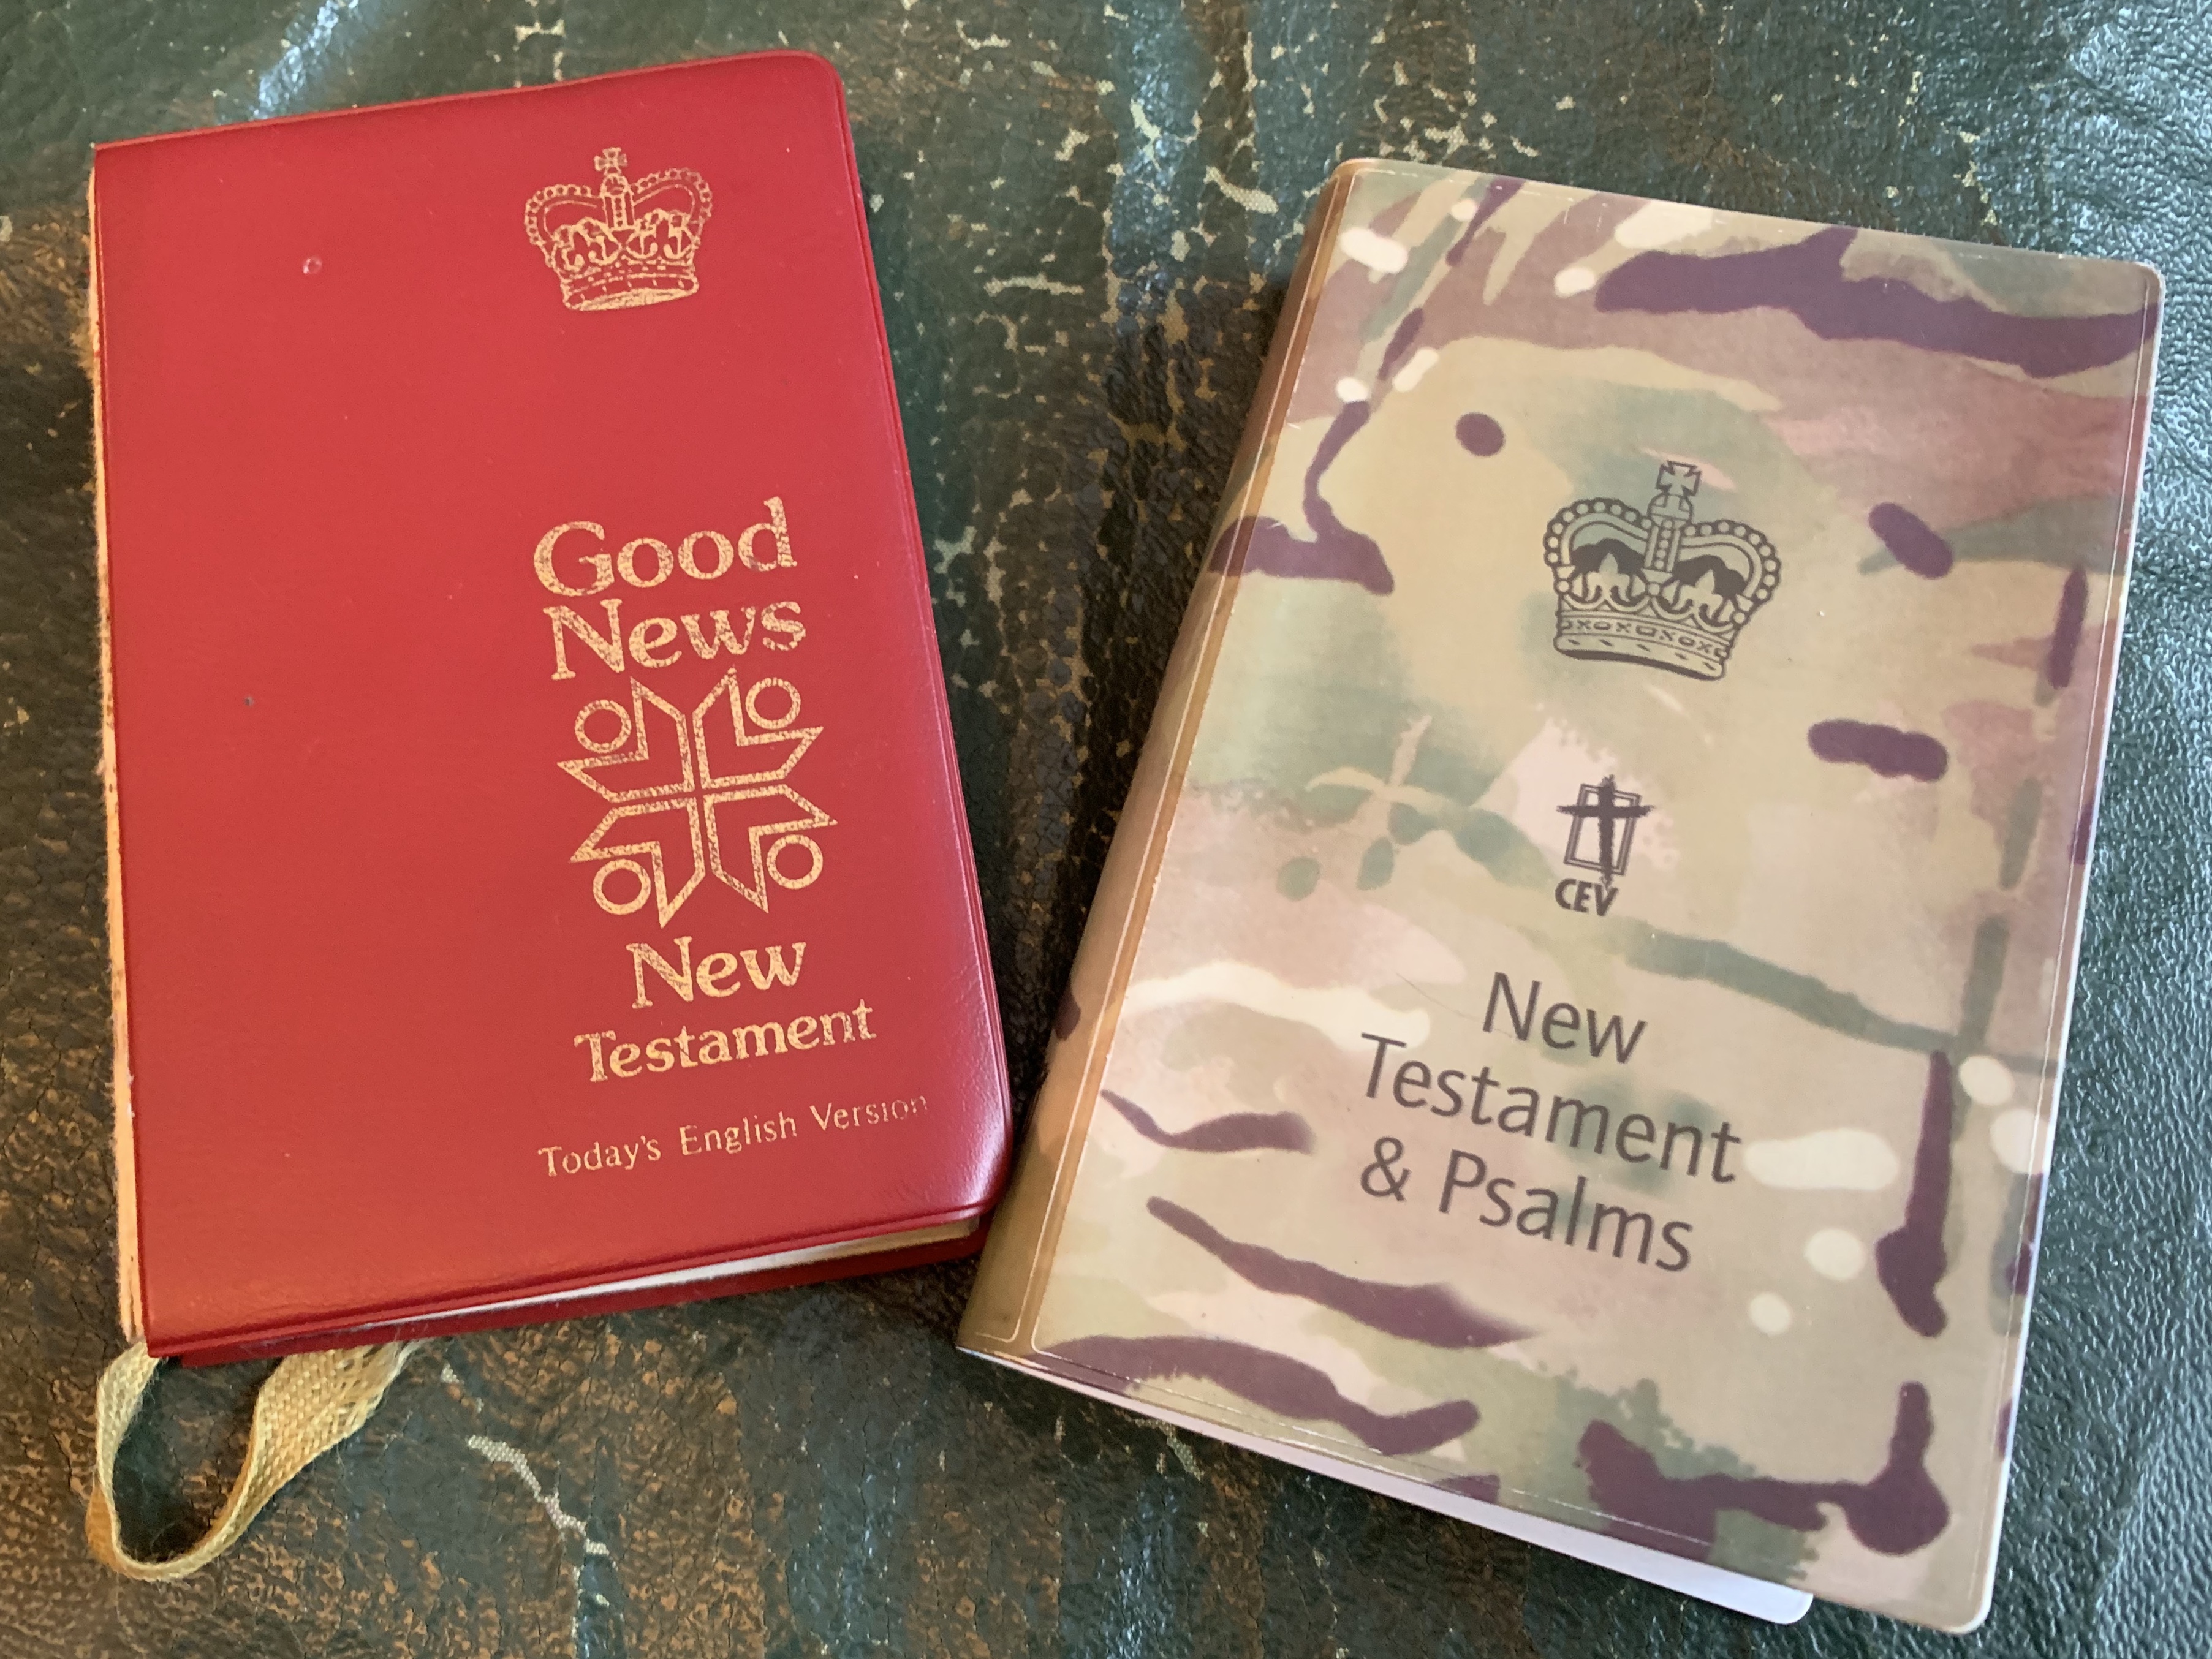 Good
News
New
Testament
Today's English Version
CEV
New
Testament
& Psalms